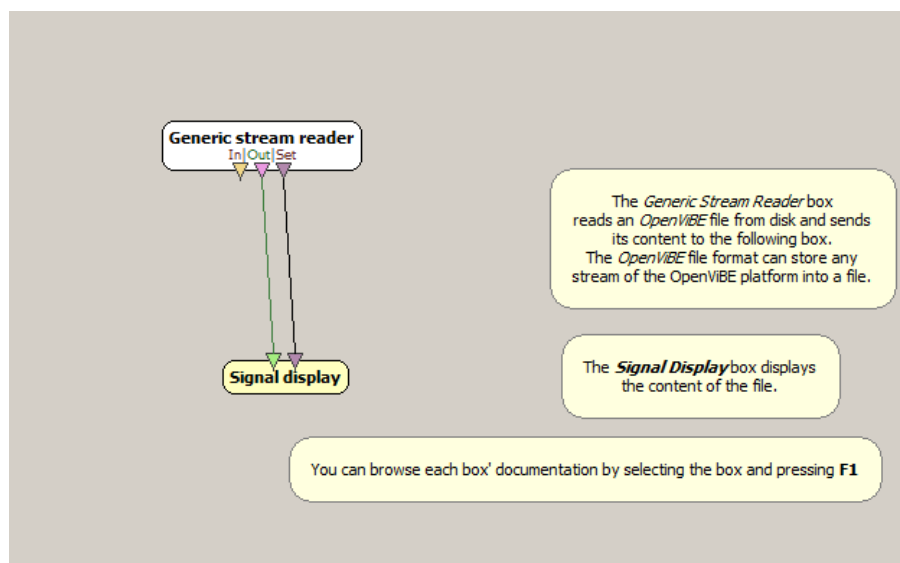 Generic stream reader
In|Out|Set
The Generic Stream Reader box
reads an OpenViBE file from disk and sends
its content to the following box.
The OpenViBE file format can store any
stream of the OpenViBE platform into a file.
Signal display
The Signal Display box displays
the content of the file.
You can browse each box' documentation by selecting the box and pressing F1